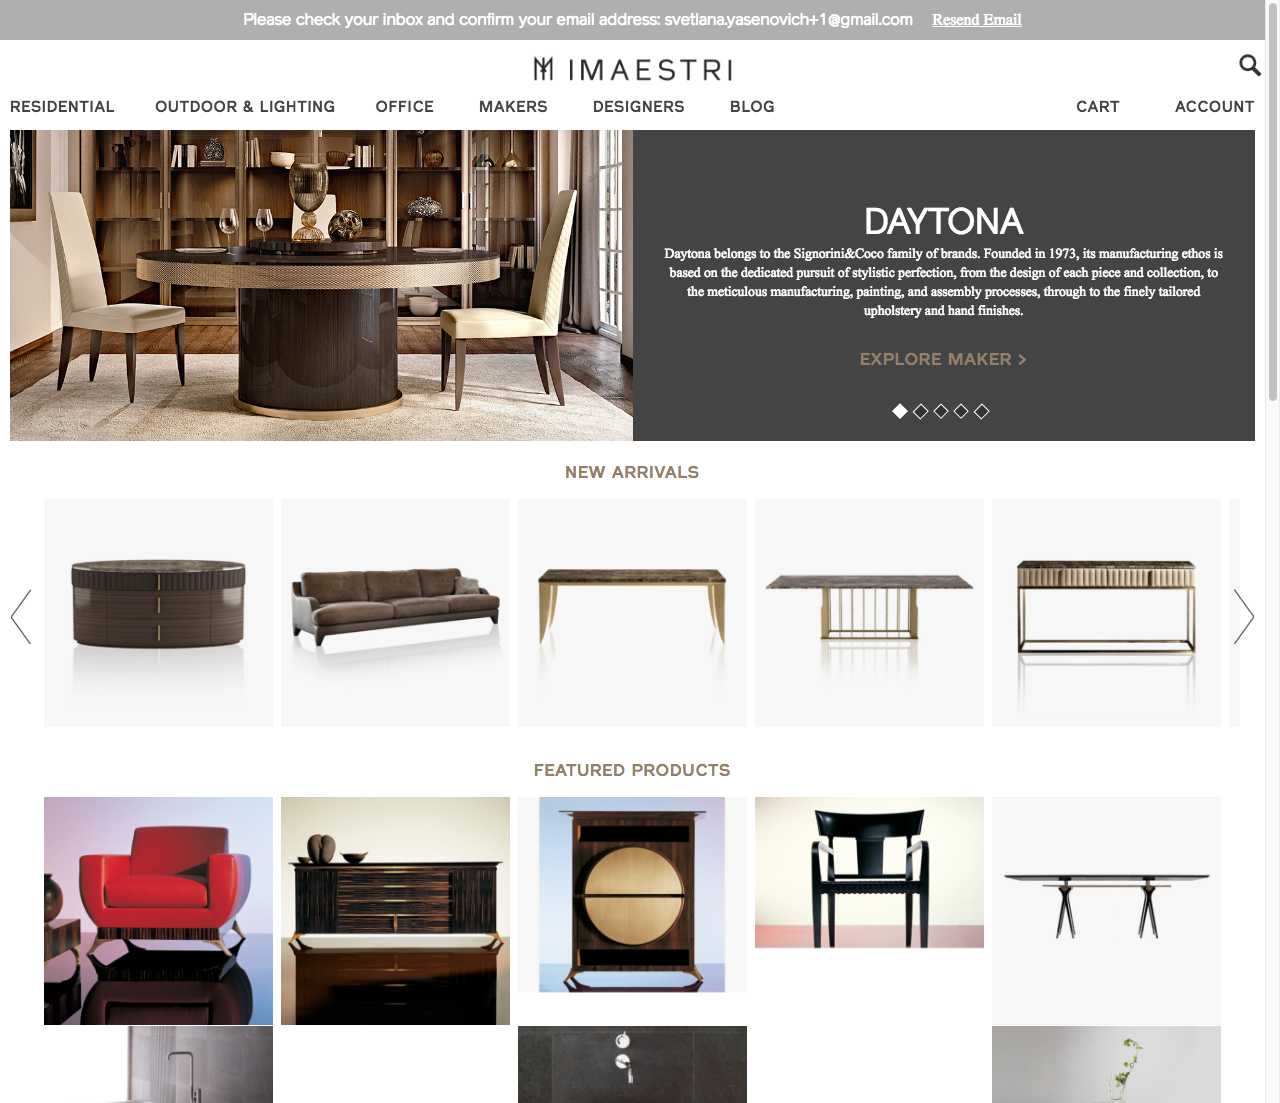 Please check your inbox and confirm your email address: svetlana.yasenovich+1@gmail.com Resend Email
IMAESTRI
RESIDENTIAL OUTDOOR & LIGHTING OFFICE MAKERS DESIGNERS BLOG CART ACCOUNT
DAYTONA
Daytona belongs to the Signorini&Coco family of brands. Founded in 1973, its manufacturing ethos is
based on the dedicated pursuit of stylistic perfection, from the design of each piece and collection, to
the meticulous manufacturing, painting, and assembly processes, through to the finely tailored
upholstery and hand finishes.
EXPLORE MAKER >
NEW ARRIVALS
FEATURED PRODUCTS